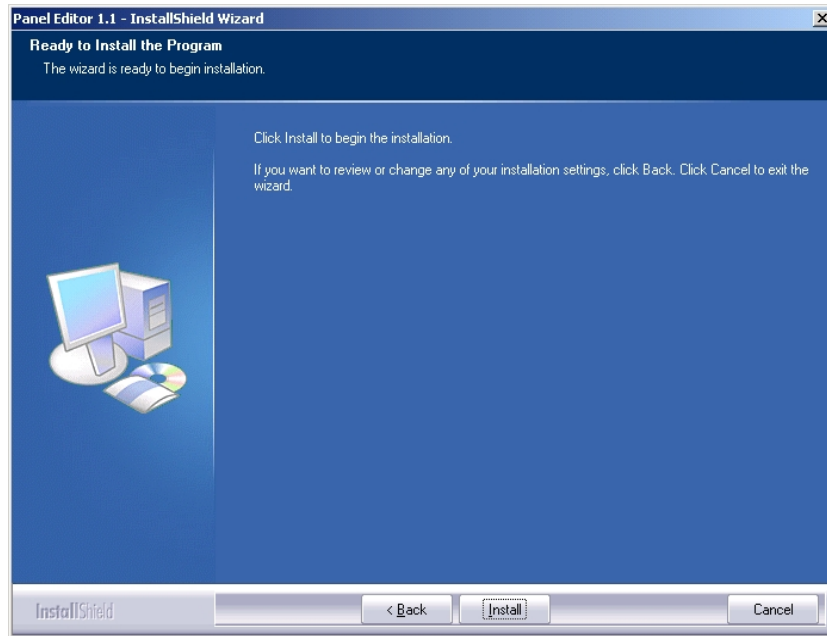 Panel Editor 1.1 - InstallShield Wizard
Ready to Install the Program
The wizard is ready to begin installation.
Click Install to begin the installation.
If you want to review or change any of your installation settings, click Back. Click Cancel to exit the
wizard.
InstallShield
< Back
Install
Cancel